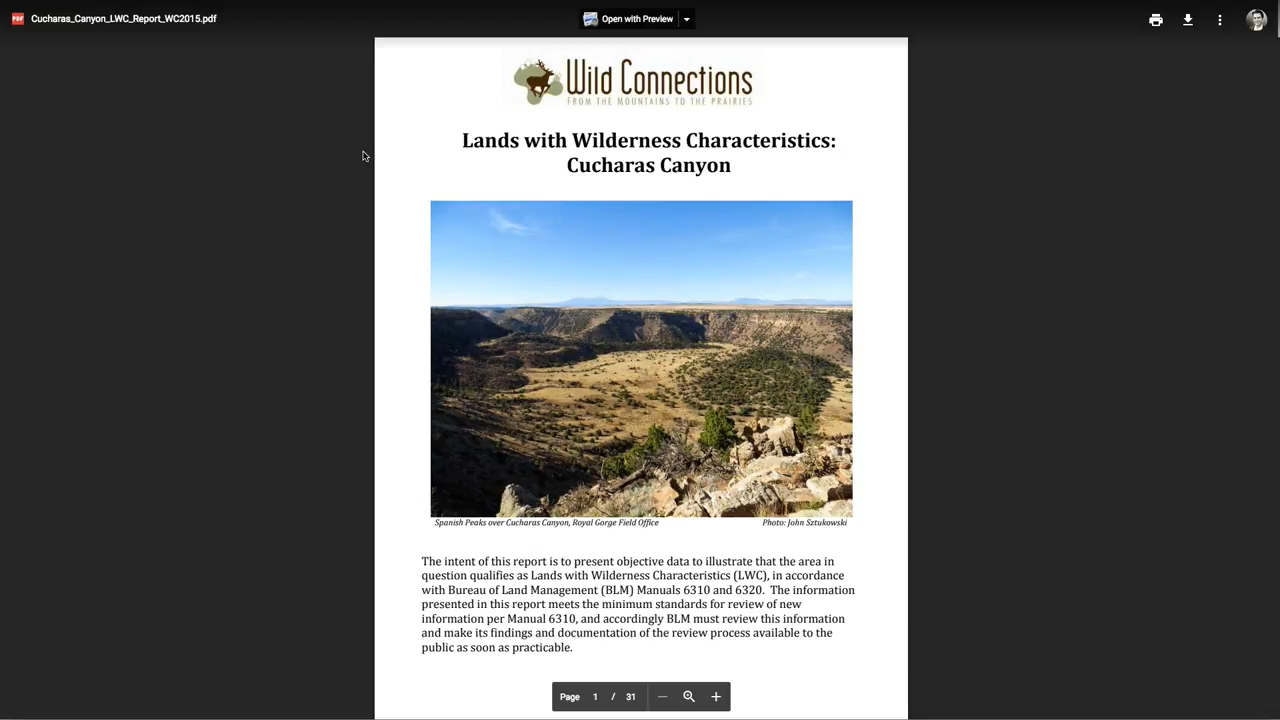 Cucharas_Canyon_LWC_Report_WC2015.pdf
Open with Preview
Wild Connections
FROM THE MOUNTAINS TO THE PRAIRIES
Lands with Wilderness Characteristics:
Cucharas Canyon
Spanish Peaks over Cucharas Canyon, Royal Gorge Field Office Photo: John Sztukowski
The intent of this report is to present objective data to illustrate that the area in
question qualifies as Lands with Wilderness Characteristics (LWC), in accordance
with Bureau of Land Management (BLM) Manuals 6310 and 6320. The information
presented in this report meets the minimum standards for review of new
information per Manual 6310, and accordingly BLM must review this information
and make its findings and documentation of the review process available to the
public as soon as practicable.
Page 1 / 31